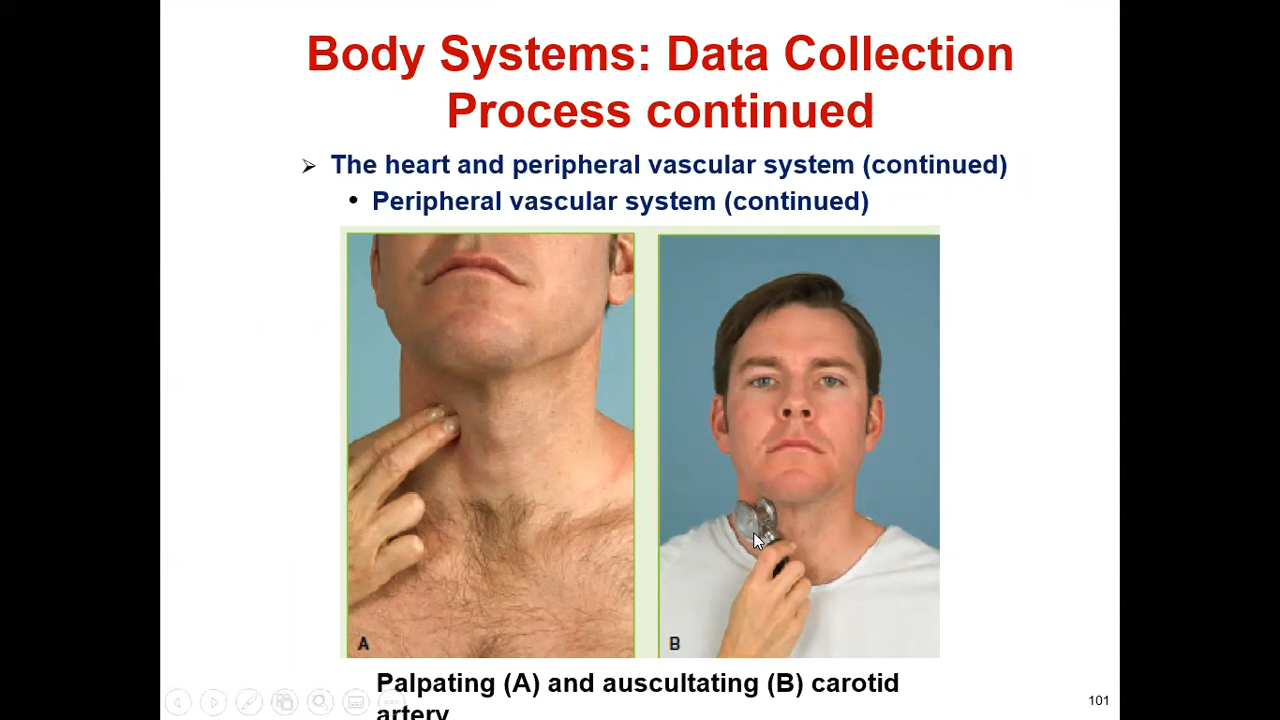 Body Systems: Data Collection
Process continued
The heart and peripheral vascular system (continued)
Peripheral vascular system (continued)
A
B
Palpating (A) and auscultating (B) carotid
artery
101